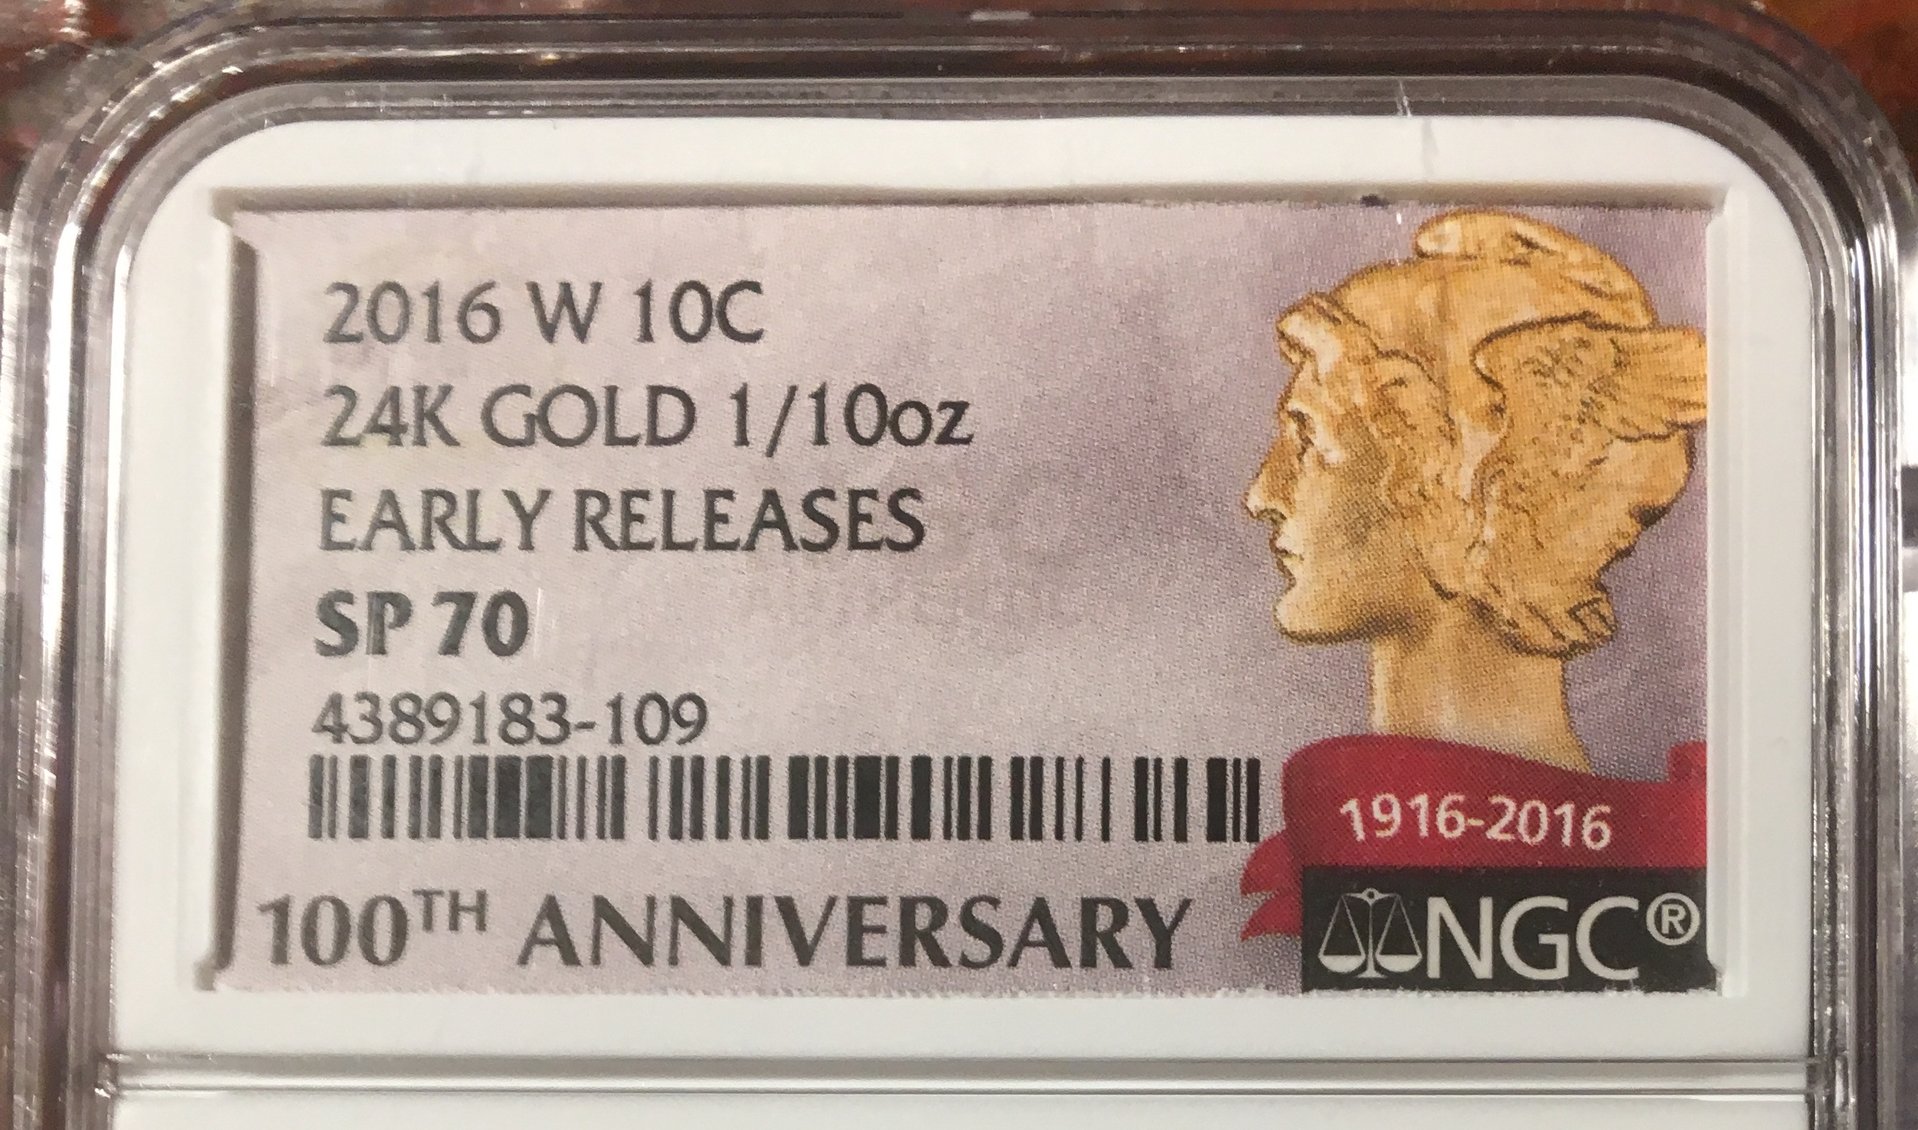 2016 W 10C
24K GOLD 1/10oz
EARLY RELEASES
SP 70
4389183-109
1916-2016
100TH ANNIVERSARY
NGC®